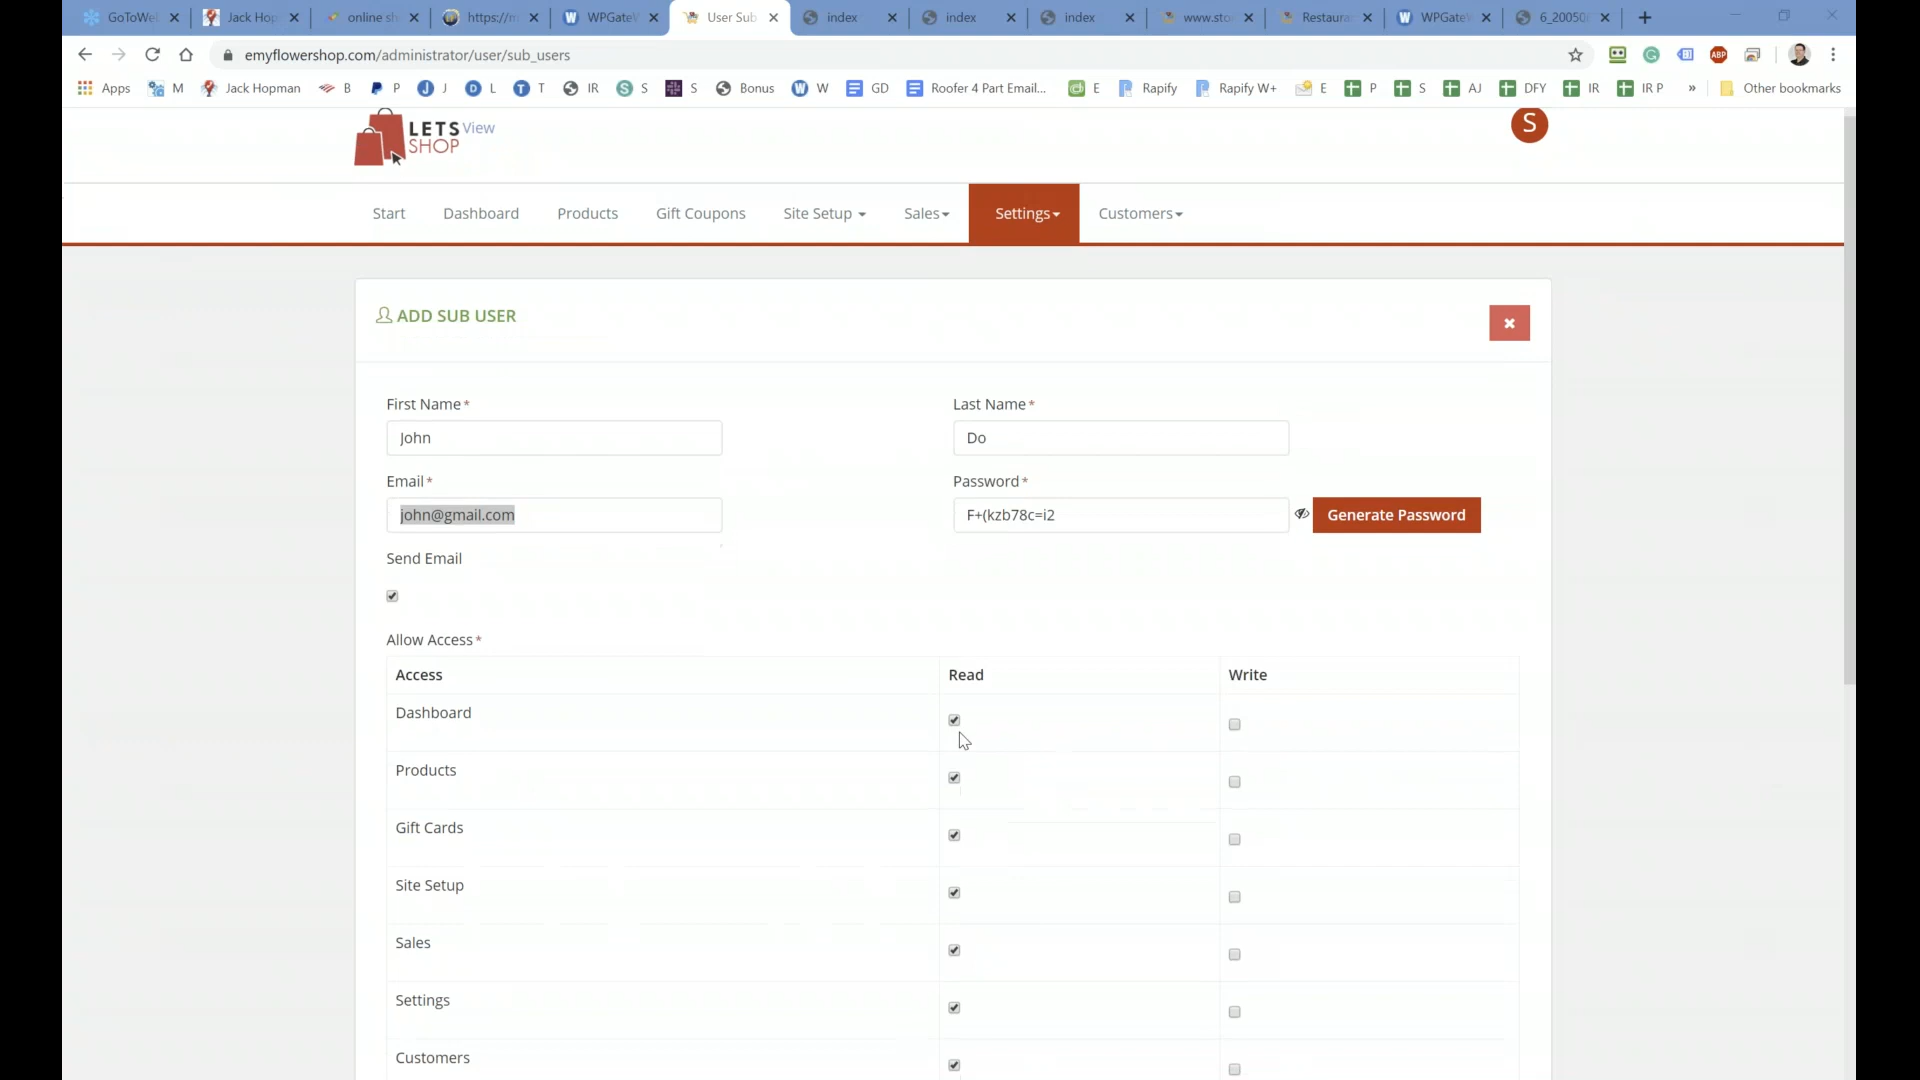 GoToWe
Jack Hop
online sh
https://m
WPGateW
User Sub
index
index
index
www.sto
Restaura
WPGateW
6_20050
emyflowershop.com/administrator/user/sub_users
Apps M Jack Hopman B P J L T IR S S Bonus W GD Roofer 4 Part Email... E Rapify Rapify W+ E P S AJ DFY IR IR P » Other bookmarks
LETS View
SHOP
S
Start Dashboard Products Gift Coupons Site Setup Sales Settings Customers
ADD SUB USER
First Name* Last Name*
John Do
Email* Password*
john@gmail.com F+(kzb78c=i2 Generate Password
Send Email
Allow Access*
Access Read Write
Dashboard
Products
Gift Cards
Site Setup
Sales
Settings
Customers